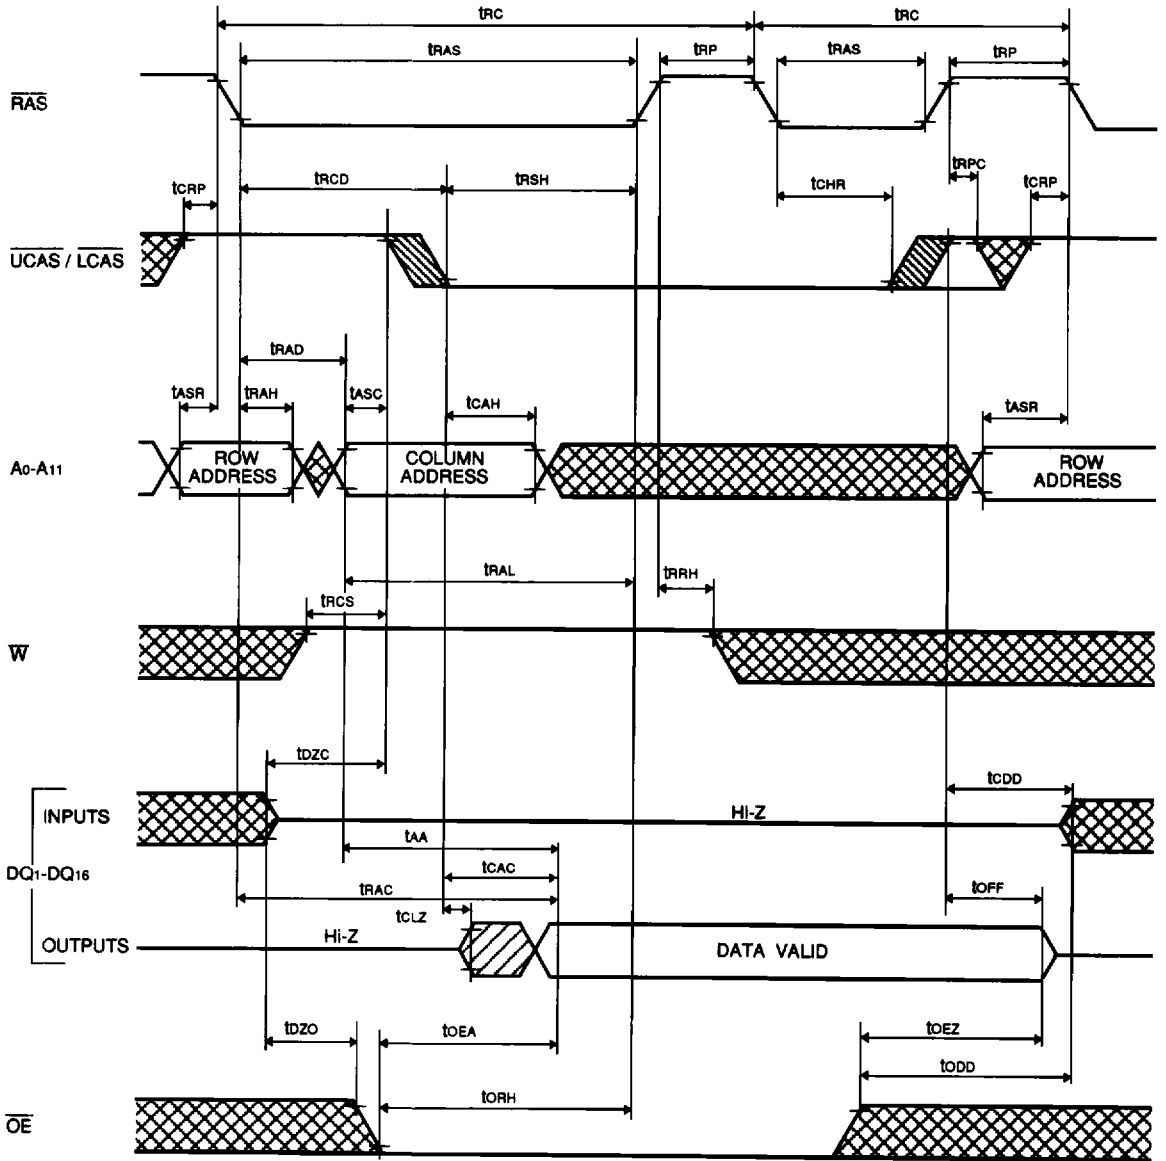 tRC tRC
tRAS tRP tRAS tRP
RAS
tRPC
tCRP tRCD tRSH tCHR tCRP
UCAS / LCAS
tRAD
tASR tRAH tASC tCAH tASR
A0-A11 ROW ADDRESS COLUMN ADDRESS ROW ADDRESS
tRAL tRRH
tRCS
W
tDZC tCDD
INPUTS Hi-Z
tAA
tCAC
DQ1-DQ16
tRAC tOFF
tCLZ
OUTPUTS Hi-Z DATA VALID
tDZO tOEA tOEZ
tODD
tORH
OE